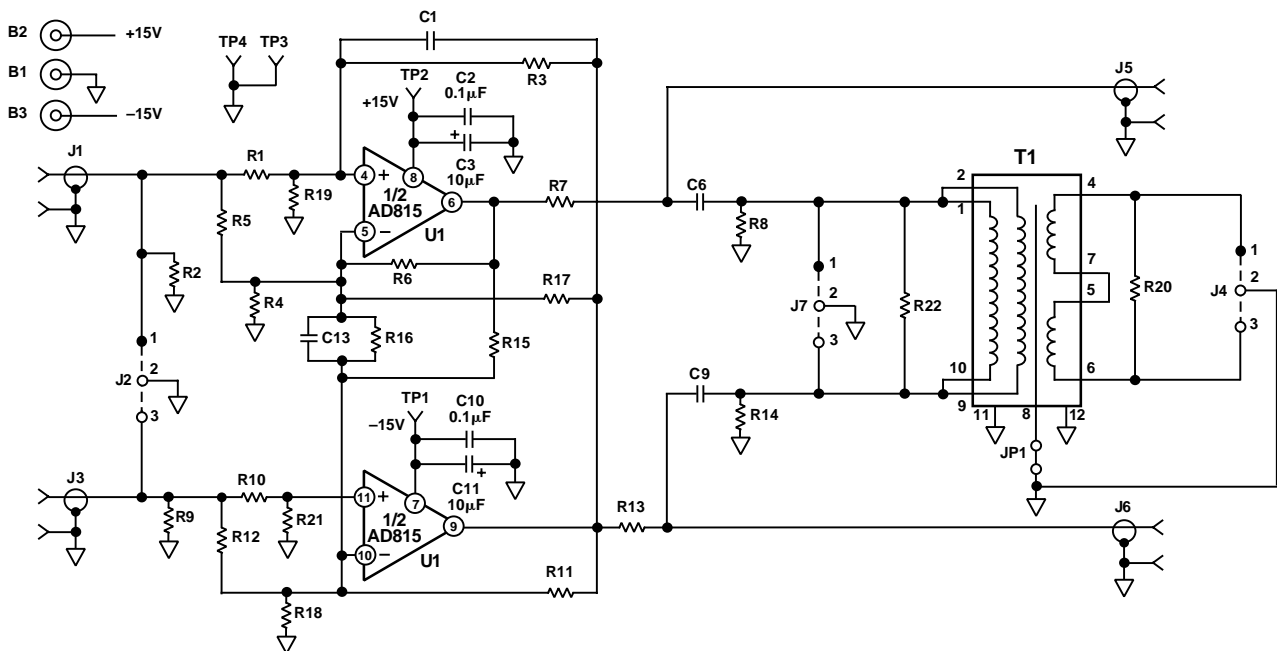 B2
+15V
B1
B3
–15V
TP4
TP3
C1
R3
TP2
+15V
C2
0.1µF
+
C3
10µF
J5
J1
R1
R19
4
+
8
1/2
AD815
6
5
–
U1
R7
C6
R5
R2
R4
R6
R17
R8
T1
2
1
4
7
5
10
6
9
11
8
12
1
2
J7
3
R22
R20
1
2
J4
3
C13
R16
R15
1
2
J2
3
TP1
–15V
C10
0.1µF
+
C11
10µF
C9
R14
JP1
J3
R10
R9
R12
R21
11
+
7
1/2
AD815
9
10
–
U1
R13
J6
R11
R18